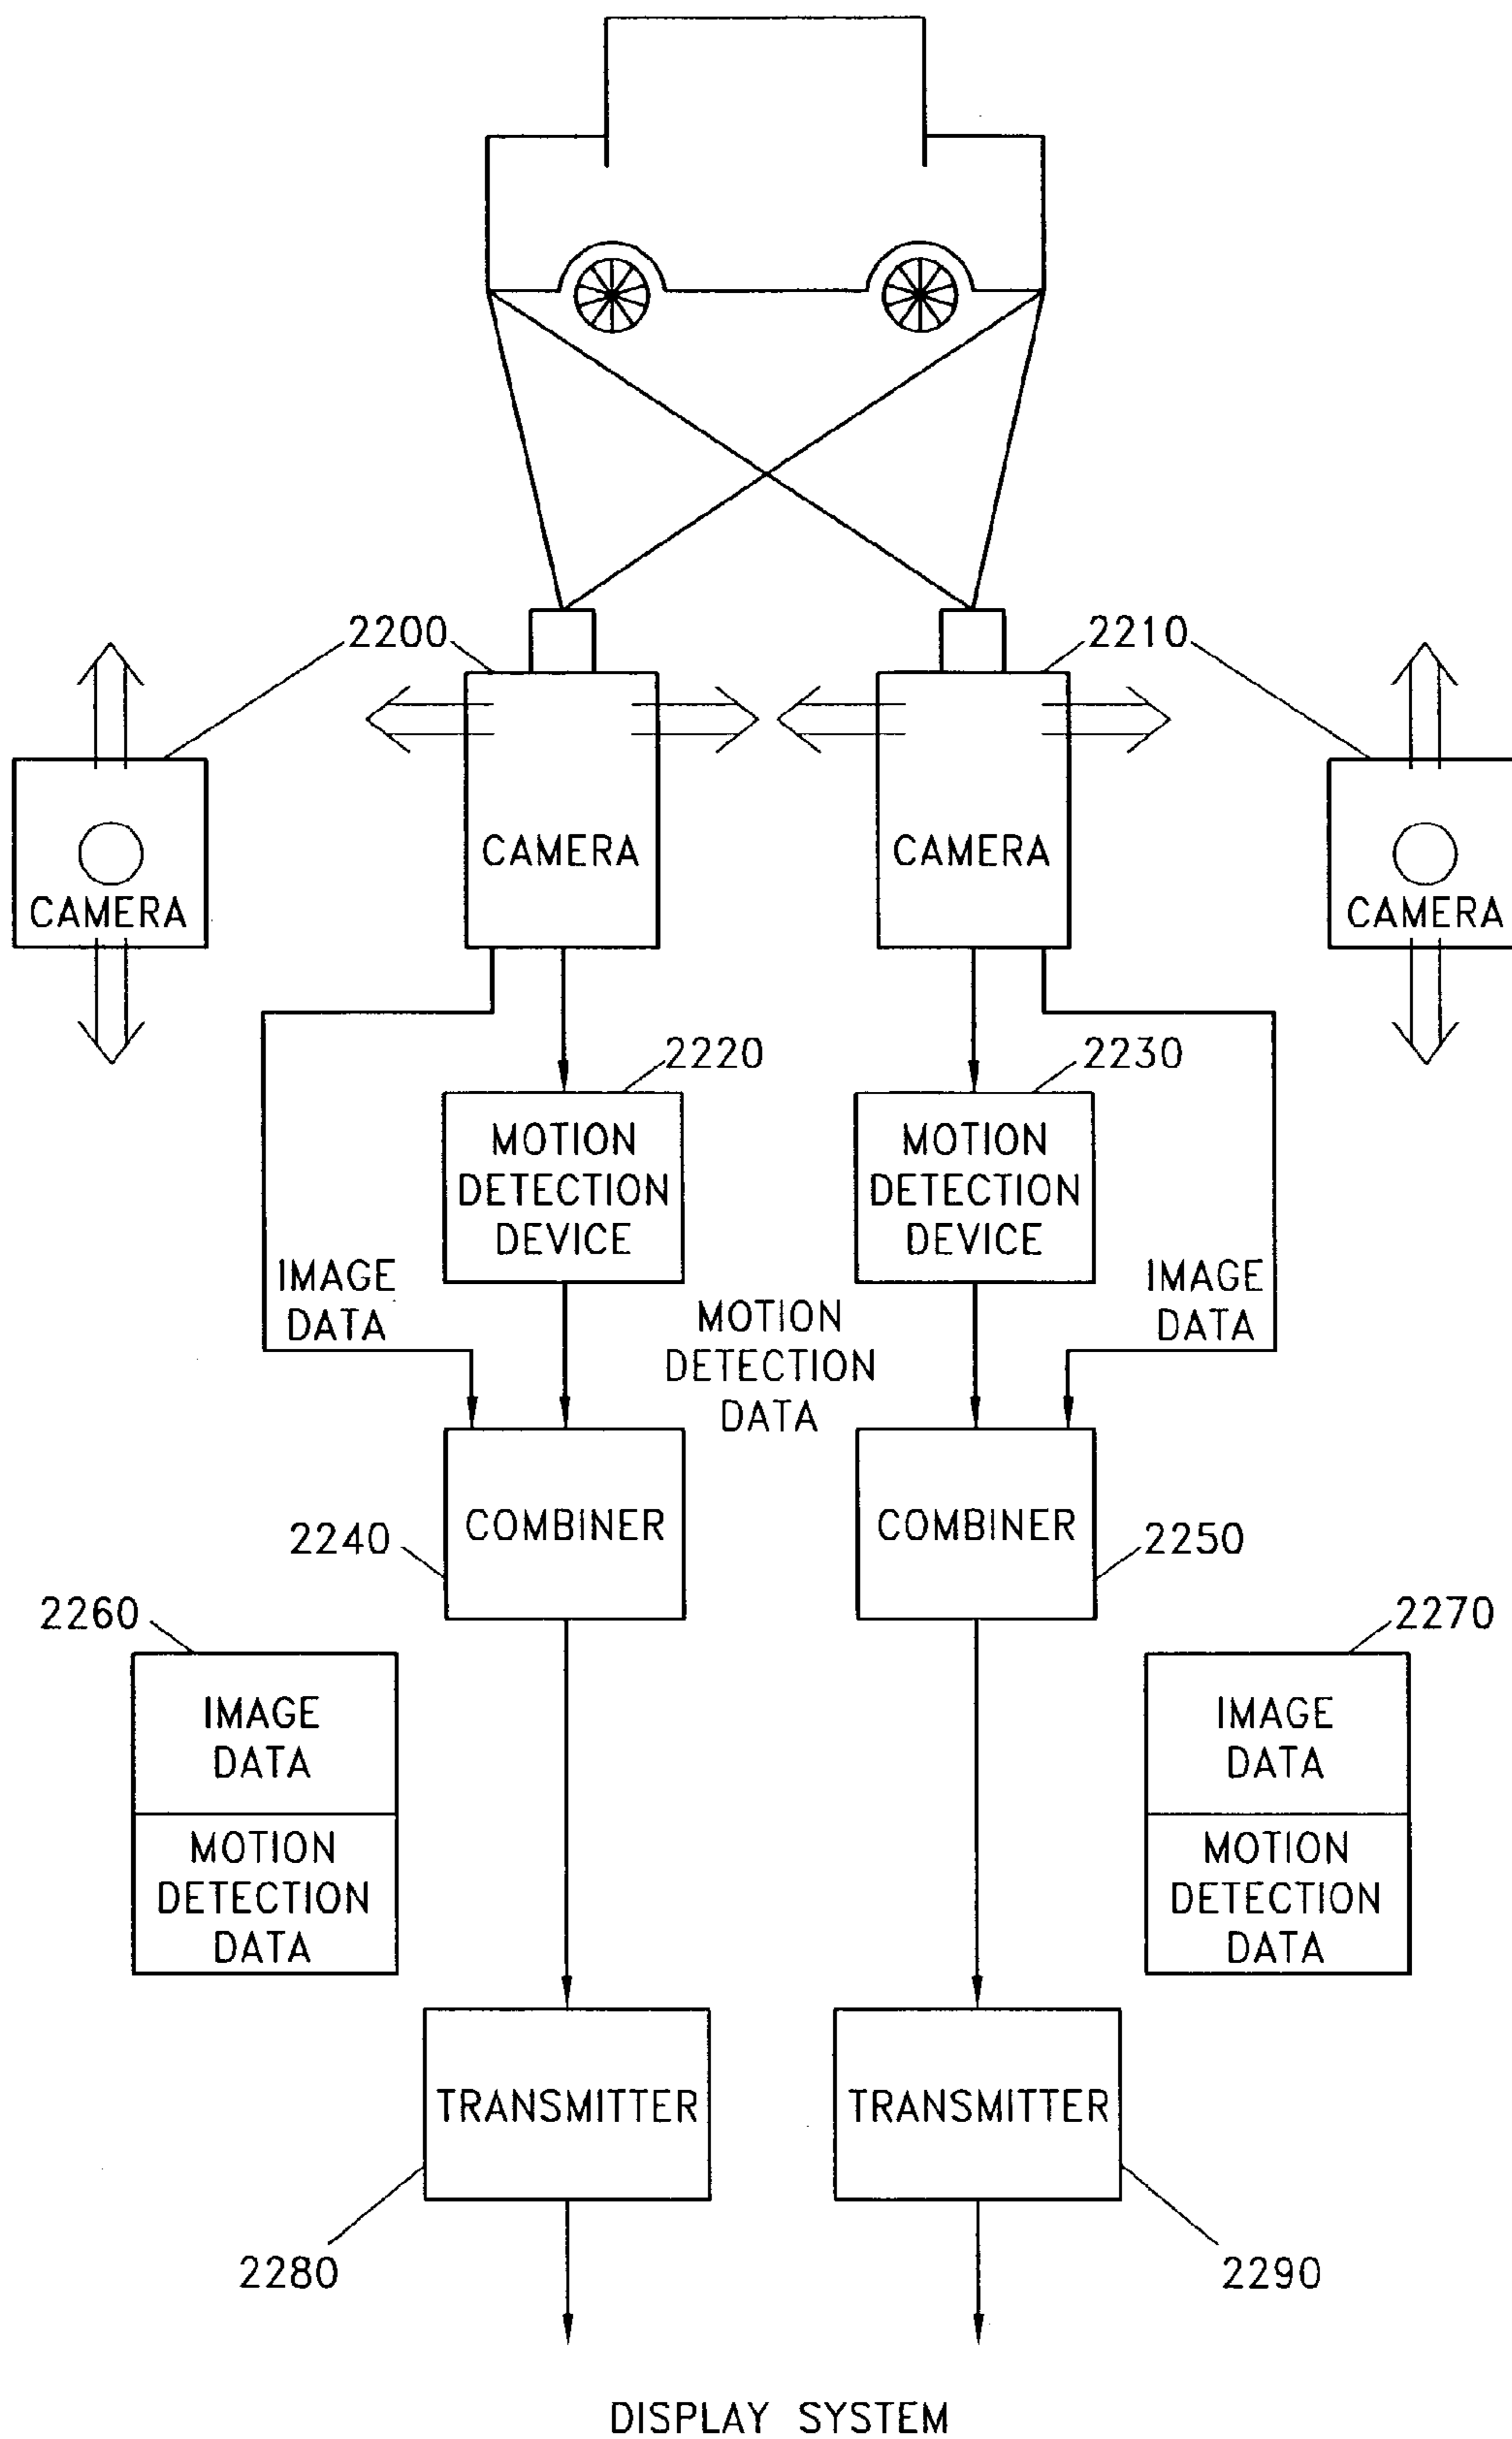 2200
2210
CAMERA
CAMERA
CAMERA
CAMERA
2220
2230
MOTION
DETECTION
DEVICE
MOTION
DETECTION
DEVICE
IMAGE
DATA
MOTION
DETECTION
DATA
IMAGE
DATA
2240
COMBINER
COMBINER
2250
2260
2270
IMAGE
DATA
MOTION
DETECTION
DATA
IMAGE
DATA
MOTION
DETECTION
DATA
TRANSMITTER
TRANSMITTER
2280
2290
DISPLAY SYSTEM